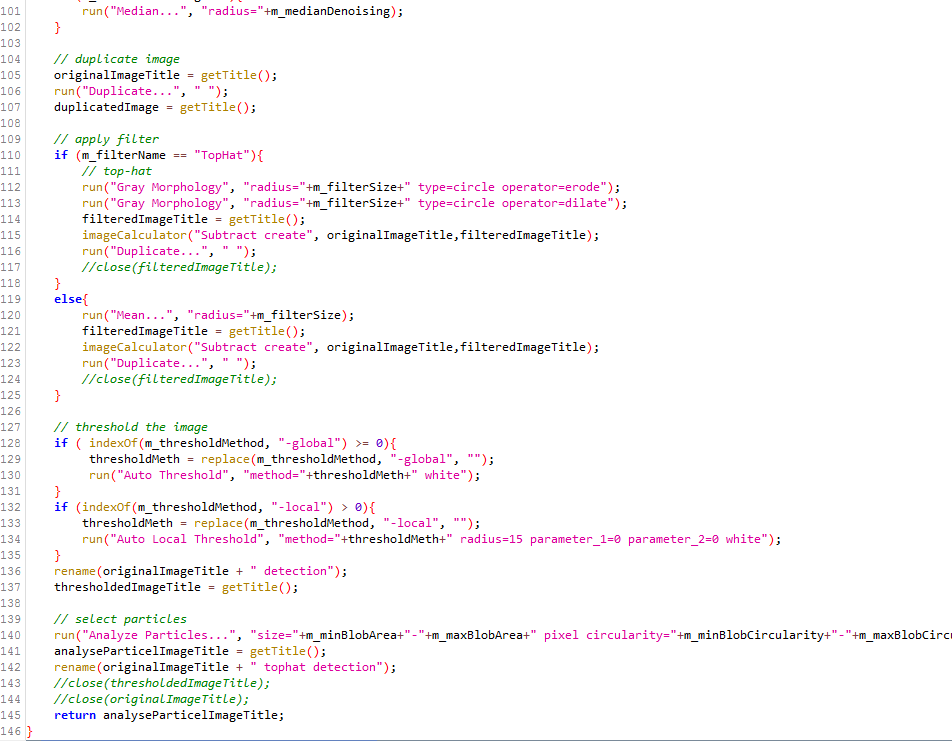 101 run("Median...", "radius="+m_medianDenoising);
102 }
103
104 // duplicate image
105 originalImageTitle = getTitle();
106 run("Duplicate...", " ");
107 duplicatedImage = getTitle();
108
109 // apply filter
110 if (m_filterName == "TopHat"){
111 // top-hat
112 run("Gray Morphology", "radius="+m_filterSize+" type=circle operator=erode");
113 run("Gray Morphology", "radius="+m_filterSize+" type=circle operator=dilate");
114 filteredImageTitle = getTitle();
115 imageCalculator("Subtract create", originalImageTitle,filteredImageTitle);
116 run("Duplicate...", " ");
117 //close(filteredImageTitle);
118 }
119 else{
120 run("Mean...", "radius="+m_filterSize);
121 filteredImageTitle = getTitle();
122 imageCalculator("Subtract create", originalImageTitle,filteredImageTitle);
123 run("Duplicate...", " ");
124 //close(filteredImageTitle);
125 }
126
127 // threshold the image
128 if ( indexOf(m_thresholdMethod, "-global") >= 0){
129 thresholdMeth = replace(m_thresholdMethod, "-global", "");
130 run("Auto Threshold", "method="+thresholdMeth+" white");
131 }
132 if (indexOf(m_thresholdMethod, "-local") > 0){
133 thresholdMeth = replace(m_thresholdMethod, "-local", "");
134 run("Auto Local Threshold", "method="+thresholdMeth+" radius=15 parameter_1=0 parameter_2=0 white");
135 }
136 rename(originalImageTitle + " detection");
137 thresholdedImageTitle = getTitle();
138
139 // select particles
140 run("Analyze Particles...", "size="+m_minBlobArea+"-"+m_maxBlobArea+" pixel circularity="+m_minBlobCircularity+"-"+m_maxBlobCircu
141 analyseParticelImageTitle = getTitle();
142 rename(originalImageTitle + " tophat detection");
143 //close(thresholdedImageTitle);
144 //close(originalImageTitle);
145 return analyseParticelImageTitle;
146 }